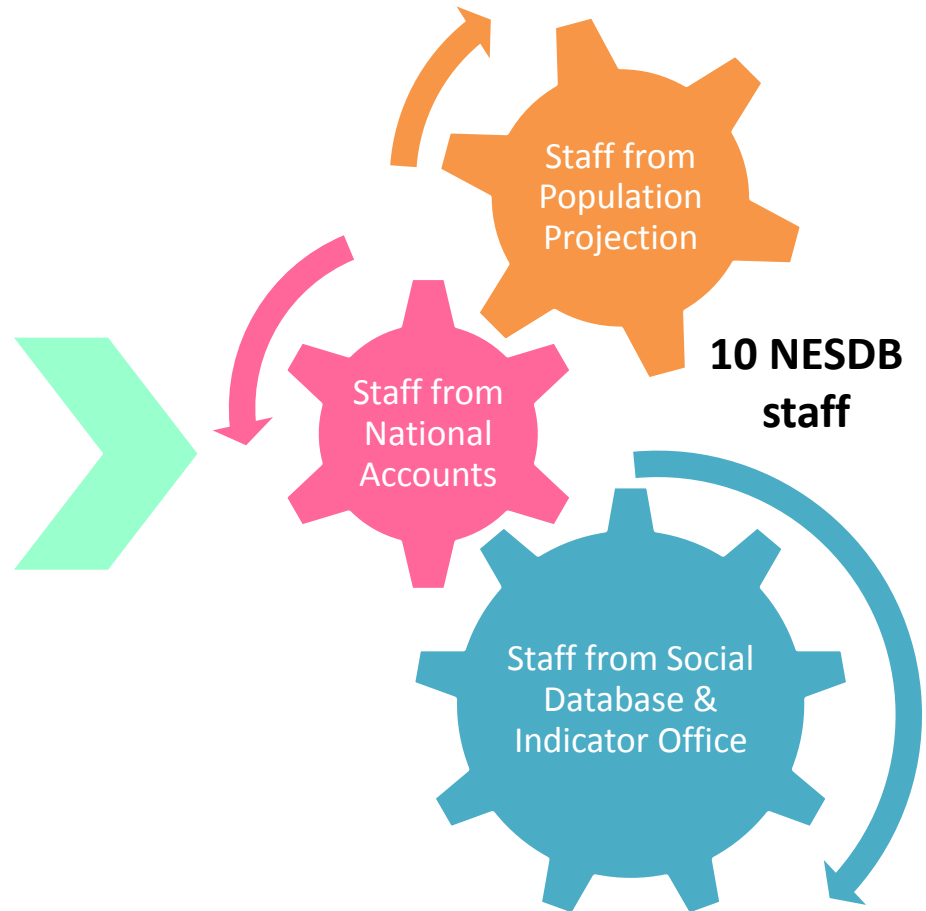 Staff from
Population
Projection
10 NESDB
staff
Staff from
National
Accounts
Staff from Social
Database &
Indicator Office